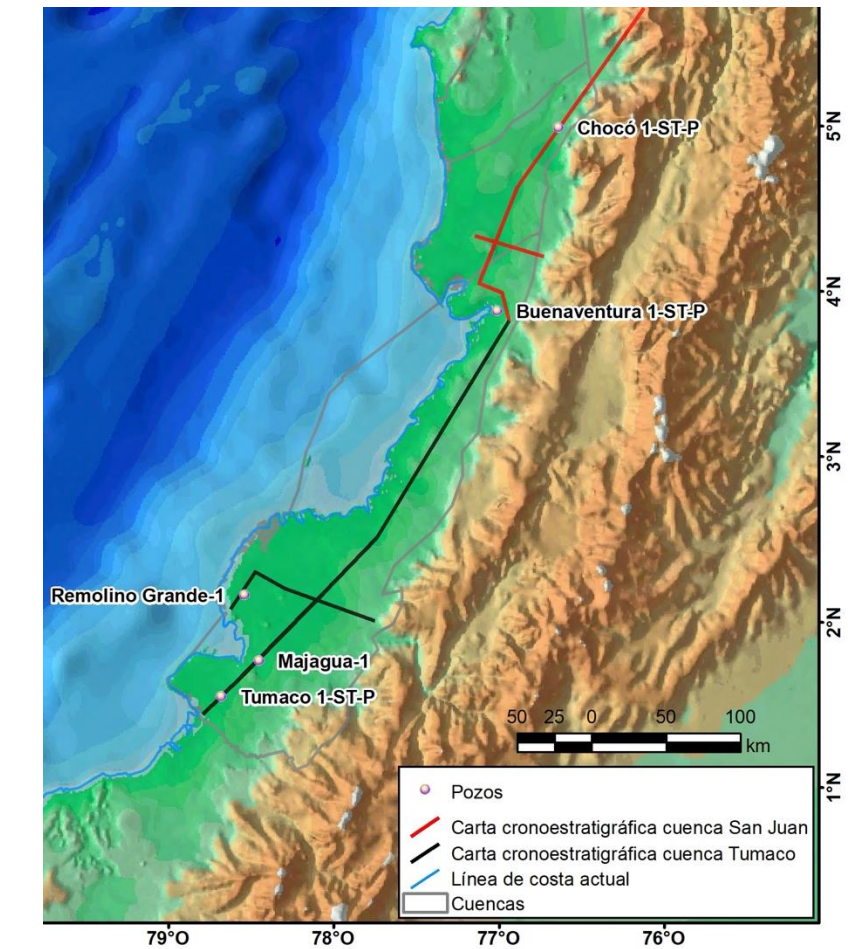 Chocó 1-ST-P
5°N
4°N
Buenaventura 1-ST-P
3°N
Remolino Grande-1
2°N
Majagua-1
Tumaco 1-ST-P
50 25 0 50 100
km
1°N
Pozos
Carta cronoestratigráfica cuenca San Juan
Carta cronoestratigráfica cuenca Tumaco
Línea de costa actual
Cuencas
79°O 78°O 77°O 76°O